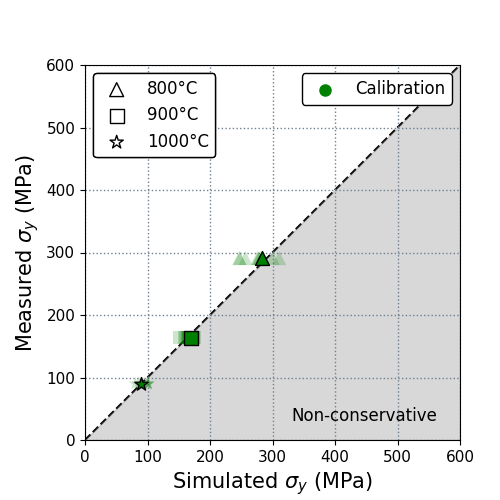 600
500
400
300
200
100
0
Measured σy (MPa)
800°C
900°C
1000°C
Calibration
Non-conservative
0 100 200 300 400 500 600
Simulated σy (MPa)